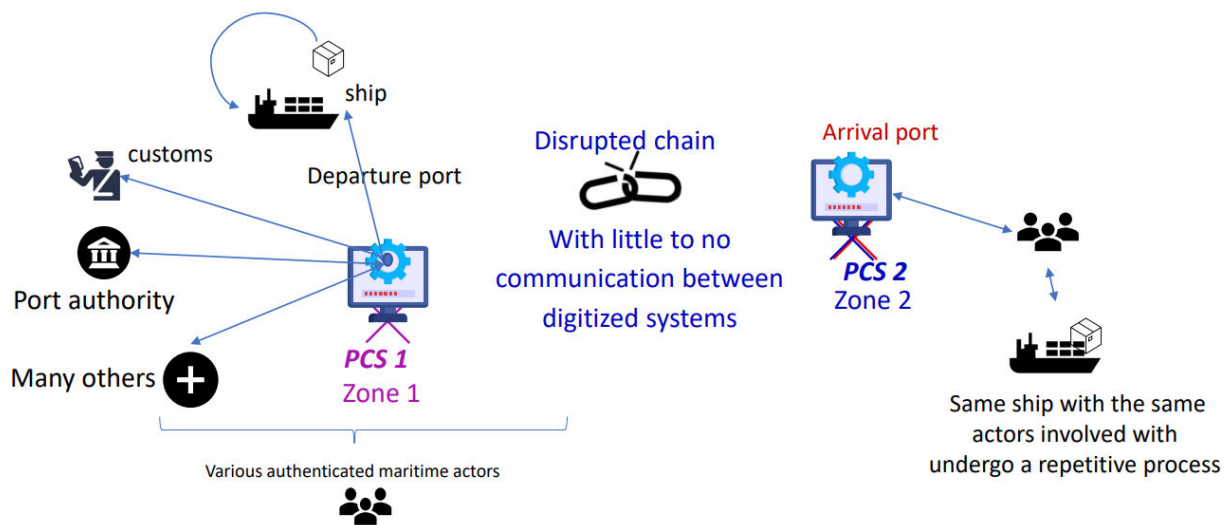 ship
customs
Departure port
Port authority
Many others
PCS 1
Zone 1
Various authenticated maritime actors
Disrupted chain
With little to no
communication between
digitized systems
Arrival port
PCS 2
Zone 2
Same ship with the same
actors involved with
undergo a repetitive process